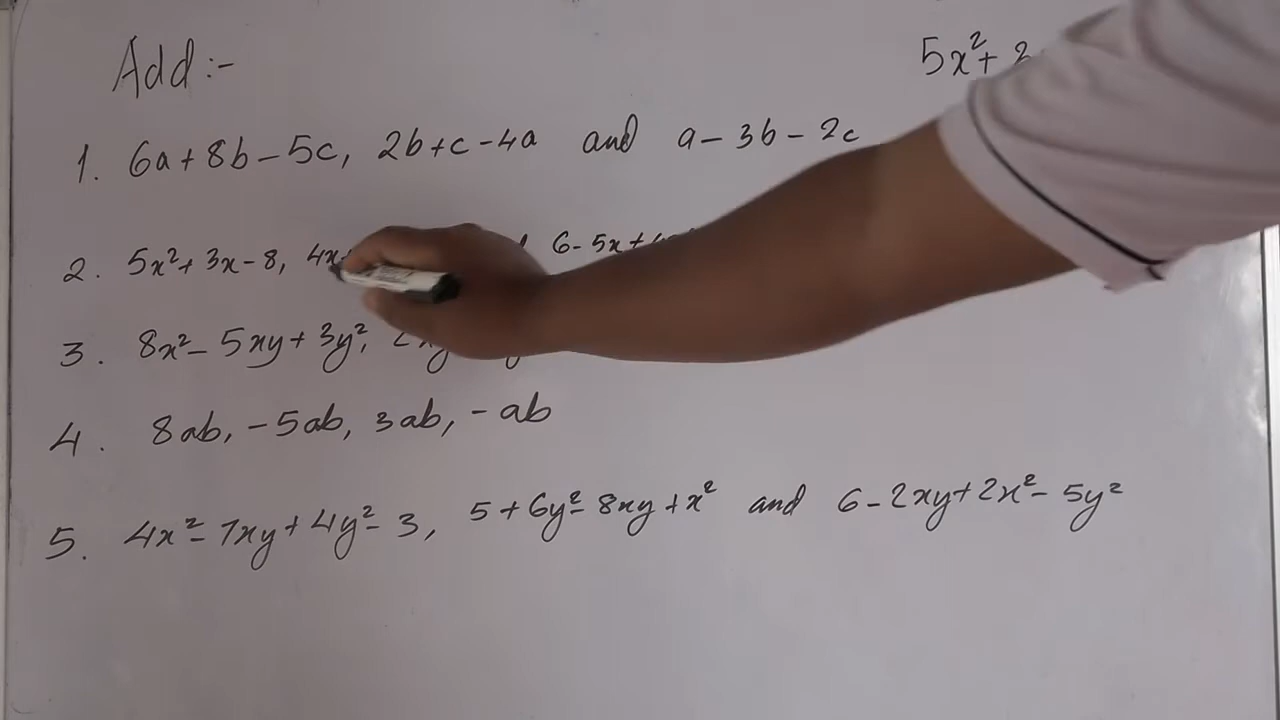 Add :-
5x² +
1. 6a + 8b - 5c, 2b + c - 4a and a - 3b - 2c
2. 5x² + 3x - 8, 4x 6 - 5x +
3. 8x² - 5xy + 3y²,
4. 8ab, - 5ab, 3ab, - ab
5. 4x² - 7xy + 4y² - 3, 5 + 6y² - 8xy + x² and 6 - 2xy + 2x² - 5y²